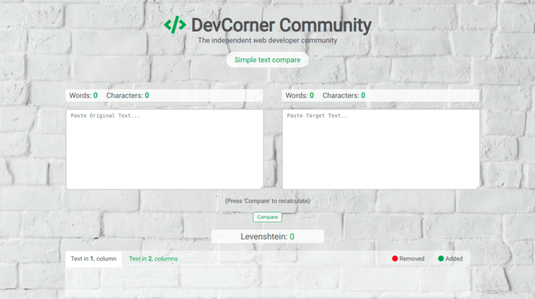 </> DevCorner Community
The independent web developer community
Simple text compare
Words: 0 Characters: 0
Words: 0 Characters: 0
Paste Original Text...
Paste Target Text..
(Press 'Compare' to recalculate)
Compare
Levenshtein: 0
Text in 1. column Text in 2. columns Removed Added